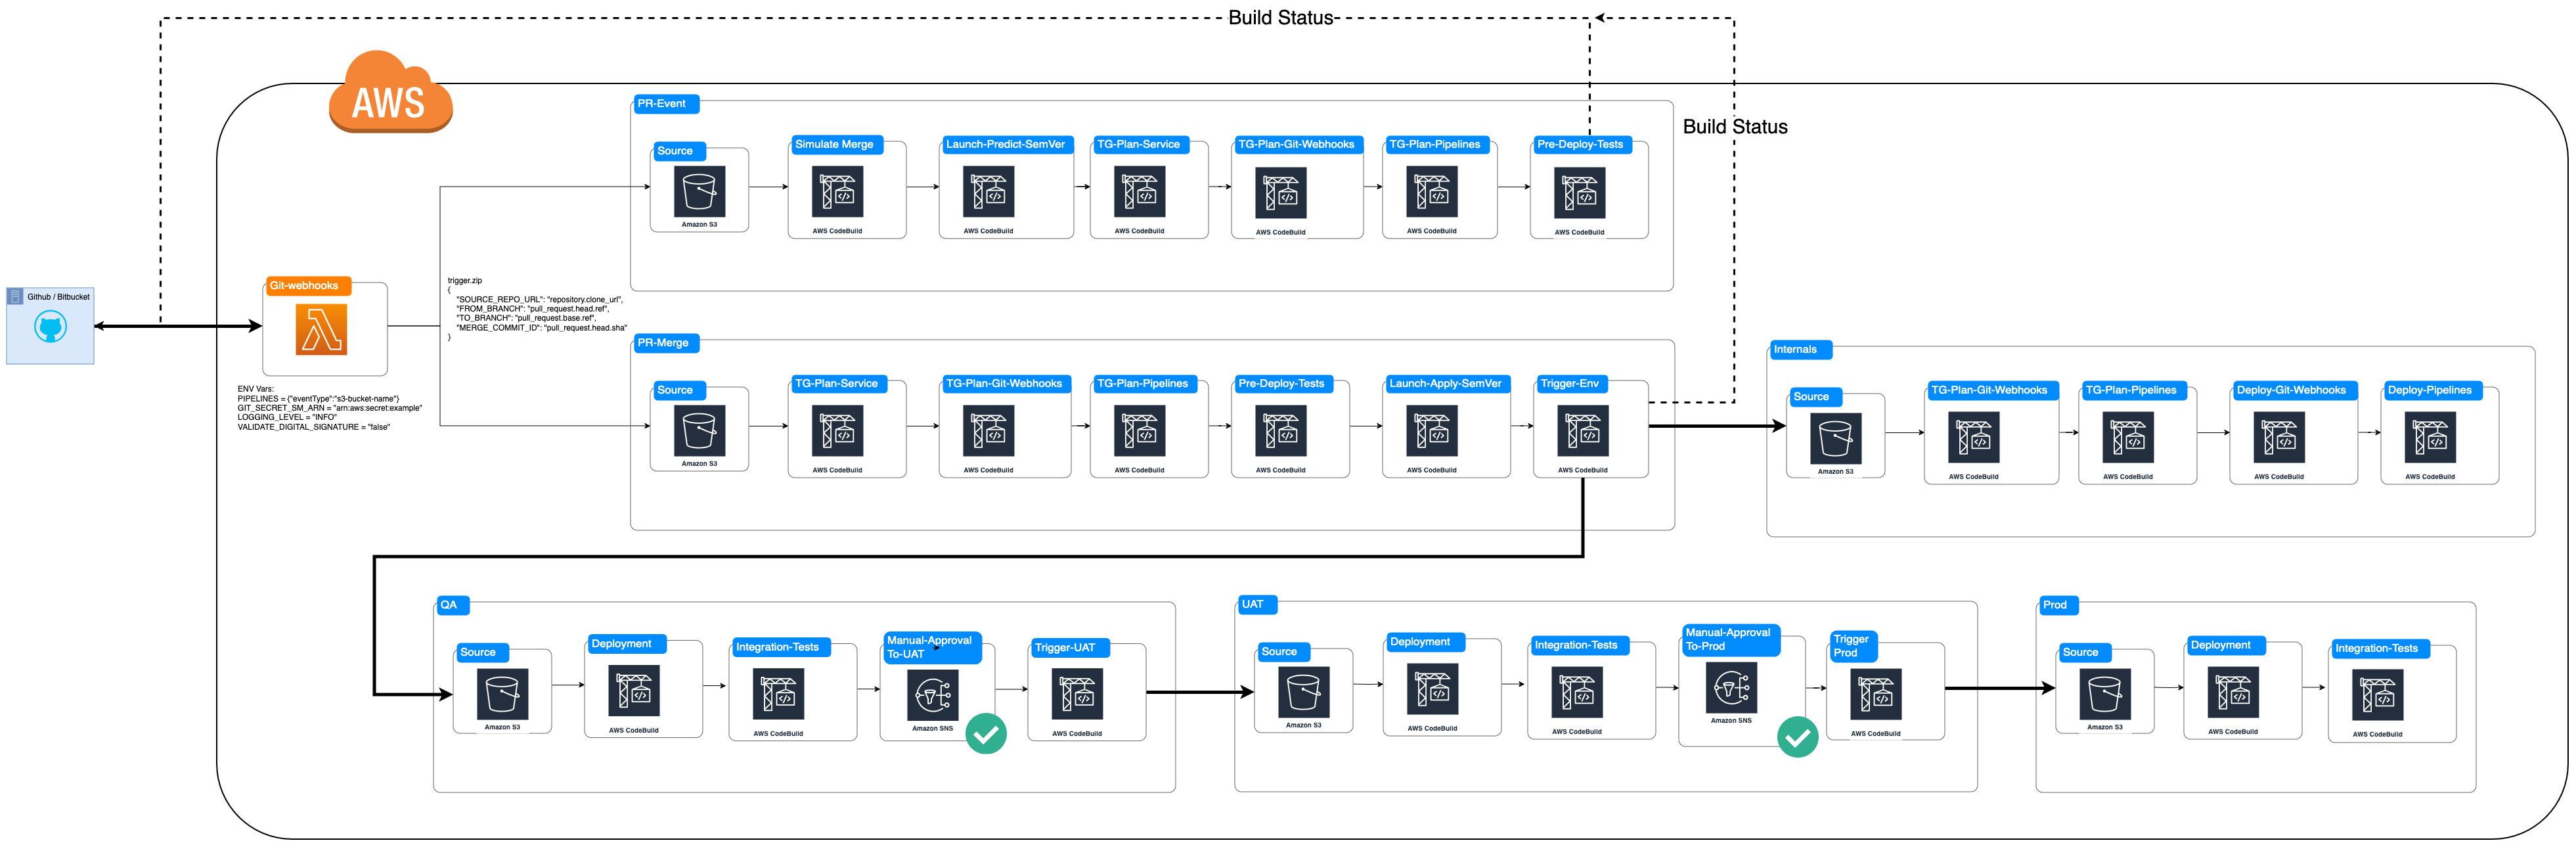 Build Status
AWS
PR-Event
Build Status
Source
Simulate Merge
Launch-Predict-SemVer
TG-Plan-Service
TG-Plan-Git-Webhooks
TG-Plan-Pipelines
Pre-Deploy-Tests
Amazon S3
AWS CodeBuild
AWS CodeBuild
AWS CodeBuild
AWS CodeBuild
AWS CodeBuild
AWS CodeBuild
Github / Bitbucket
Git-webhooks
trigger.zip
{
"SOURCE_REPO_URL": "repository.clone_url",
"FROM_BRANCH": "pull_request.head.ref",
"TO_BRANCH": "pull_request.base.ref",
"MERGE_COMMIT_ID": "pull_request.head.sha"
}
ENV Vars:
PIPELINES = {"eventType":"s3-bucket-name"}
GIT_SECRET_SM_ARN = "arn:aws:secret:example"
LOGGING_LEVEL = "INFO"
VALIDATE_DIGITAL_SIGNATURE = "false"
PR-Merge
Source
TG-Plan-Service
TG-Plan-Git-Webhooks
TG-Plan-Pipelines
Pre-Deploy-Tests
Launch-Apply-SemVer
Trigger-Env
Amazon S3
AWS CodeBuild
AWS CodeBuild
AWS CodeBuild
AWS CodeBuild
AWS CodeBuild
AWS CodeBuild
Internals
Source
TG-Plan-Git-Webhooks
TG-Plan-Pipelines
Deploy-Git-Webhooks
Deploy-Pipelines
Amazon S3
AWS CodeBuild
AWS CodeBuild
AWS CodeBuild
AWS CodeBuild
QA
Source
Deployment
Integration-Tests
Manual-Approval
To-UAT
Trigger-UAT
Amazon S3
AWS CodeBuild
AWS CodeBuild
Amazon SNS
AWS CodeBuild
UAT
Source
Deployment
Integration-Tests
Manual-Approval
To-Prod
Trigger
Prod
Amazon S3
AWS CodeBuild
AWS CodeBuild
Amazon SNS
AWS CodeBuild
Prod
Source
Deployment
Integration-Tests
Amazon S3
AWS CodeBuild
AWS CodeBuild